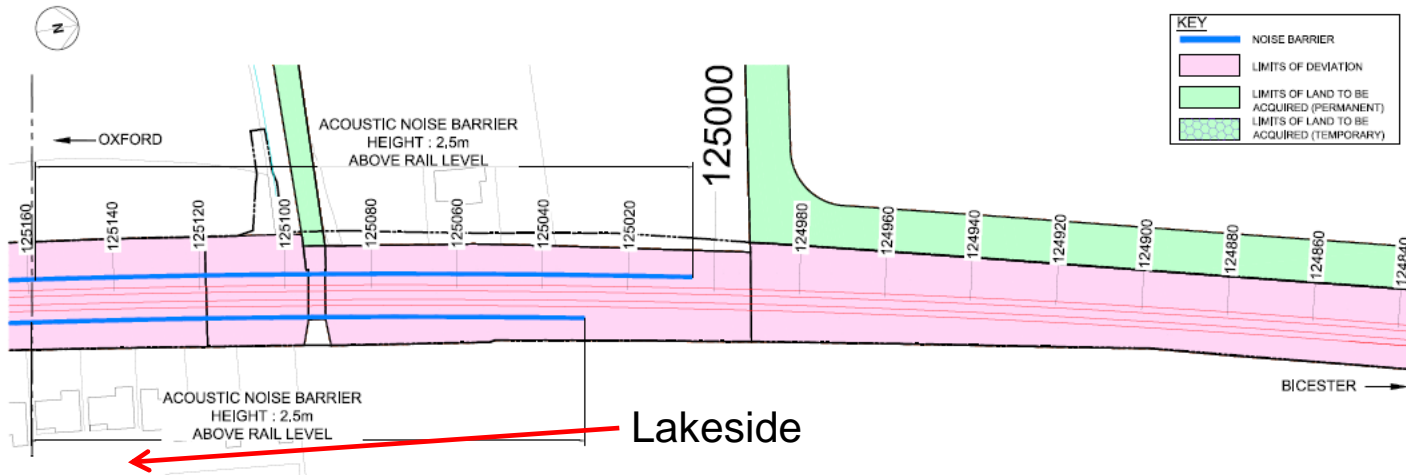 N
OXFORD
ACOUSTIC NOISE BARRIER
HEIGHT : 2.5m
ABOVE RAIL LEVEL
125160
125140
125120
125100
125080
125060
125040
125020
125000
124980
124960
124940
124920
124900
124880
124860
124840
KEY
NOISE BARRIER
LIMITS OF DEVIATION
LIMITS OF LAND TO BE
ACQUIRED (PERMANENT)
LIMITS OF LAND TO BE
ACQUIRED (TEMPORARY)
BICESTER
ACOUSTIC NOISE BARRIER
HEIGHT : 2.5m
ABOVE RAIL LEVEL
Lakeside